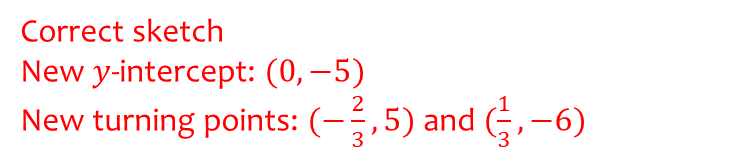 Correct sketch
New y-intercept: (0, −5)
New turning points: (−2/3, 5) and (1/3, −6)